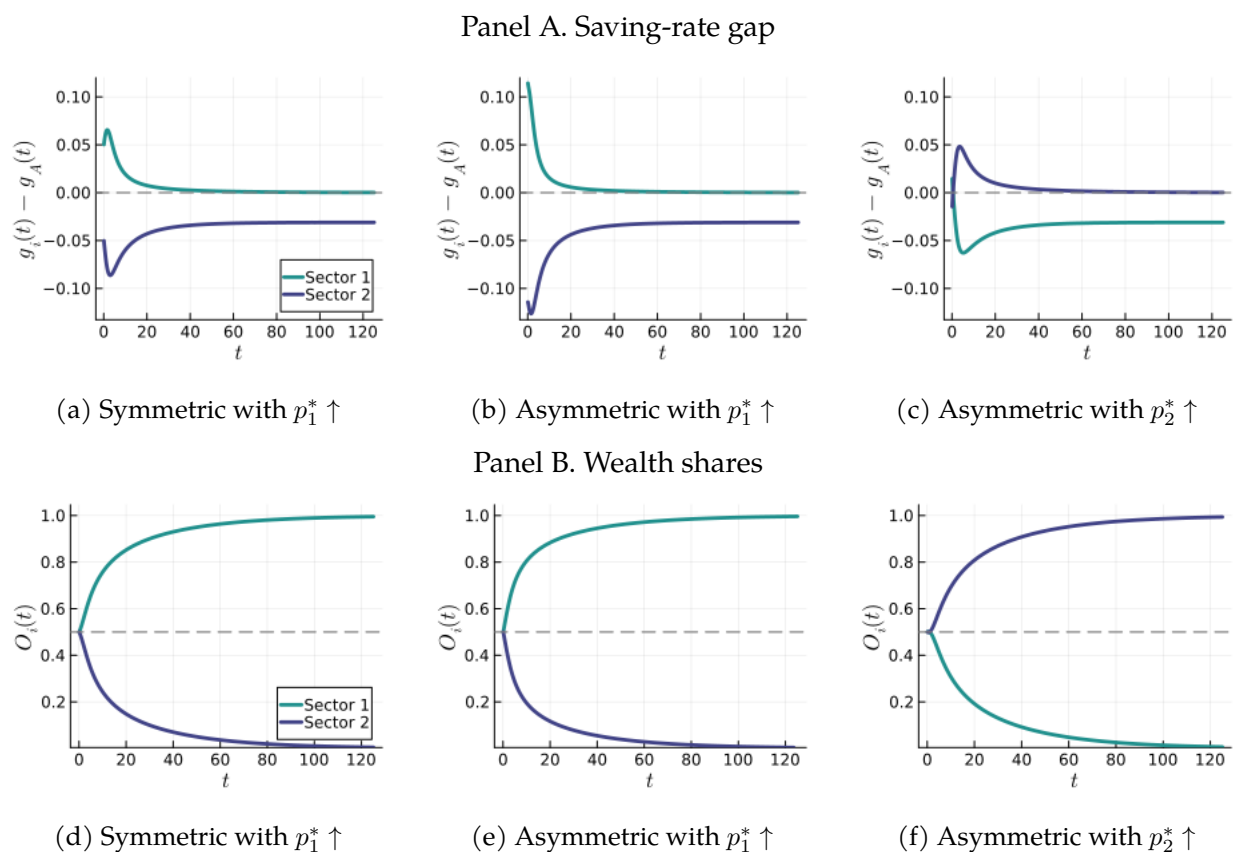 Panel A. Saving-rate gap
g_i(t) − g_A(t)
0.10
0.05
0.00
−0.05
−0.10
Sector 1
Sector 2
0 20 40 60 80 100 120
t
g_i(t) − g_A(t)
0.10
0.05
0.00
−0.05
−0.10
0 20 40 60 80 100 120
t
g_i(t) − g_A(t)
0.10
0.05
0.00
−0.05
−0.10
0 20 40 60 80 100 120
t
(a) Symmetric with p_1^* ↑
(b) Asymmetric with p_1^* ↑
(c) Asymmetric with p_2^* ↑
Panel B. Wealth shares
O_i(t)
1.0
0.8
0.6
0.4
0.2
Sector 1
Sector 2
0 20 40 60 80 100 120
t
O_i(t)
1.0
0.8
0.6
0.4
0.2
0 20 40 60 80 100 120
t
O_i(t)
1.0
0.8
0.6
0.4
0.2
0 20 40 60 80 100 120
t
(d) Symmetric with p_1^* ↑
(e) Asymmetric with p_1^* ↑
(f) Asymmetric with p_2^* ↑